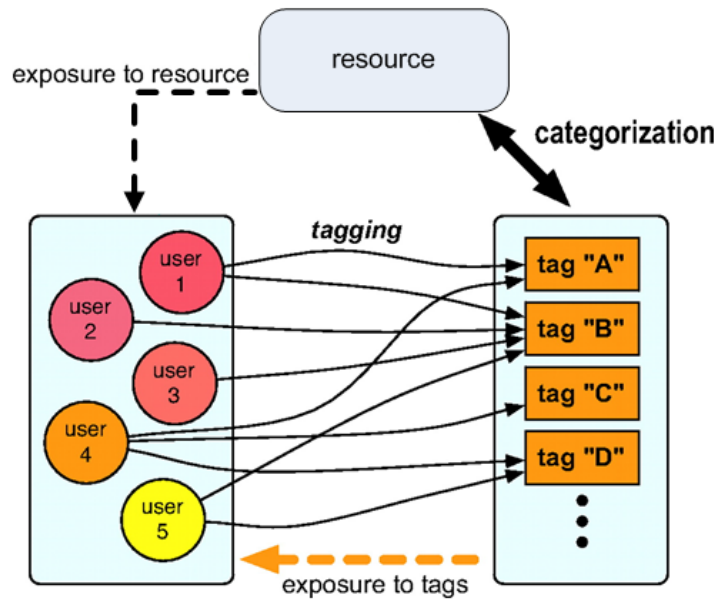 resource
exposure to resource
categorization
tagging
user
1
user
2
user
3
user
4
user
5
tag "A"
tag "B"
tag "C"
tag "D"
exposure to tags